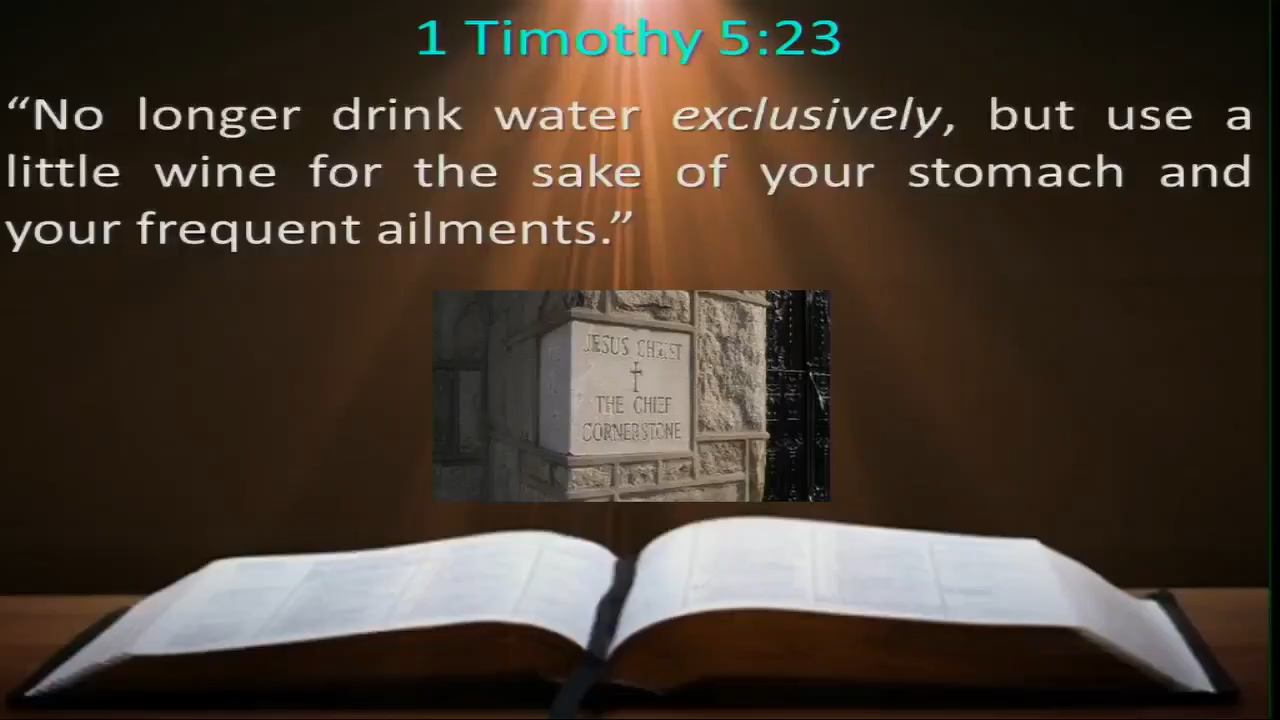 1 Timothy 5:23
“No longer drink water exclusively, but use a
little wine for the sake of your stomach and
your frequent ailments.”
JESUS CHRIST
THE CHIEF
CORNERSTONE